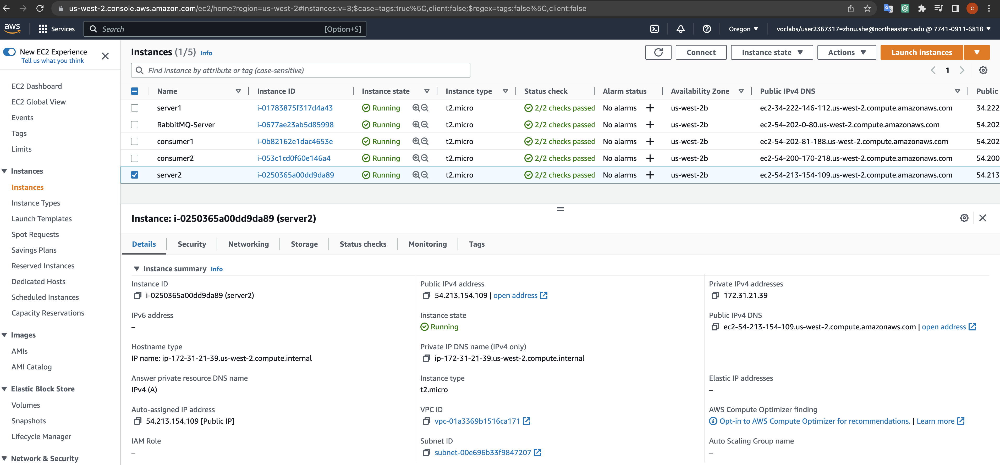 us-west-2.console.aws.amazon.com/ec2/home?region=us-west-2#Instances:v=3;$case=tags:true%5C,client:false;$regex=tags:false%5C,client:false
C
aws Services Search [Option+S] Oregon voclabs/user2367317=zhou.she@northeastern.edu @ 7741-0911-6818
New EC2 Experience
Tell us what you think
EC2 Dashboard
EC2 Global View
Events
Tags
Limits
Instances
Instances
Instance Types
Launch Templates
Spot Requests
Savings Plans
Reserved Instances
Dedicated Hosts
Scheduled Instances
Capacity Reservations
Images
AMIs
AMI Catalog
Elastic Block Store
Volumes
Snapshots
Lifecycle Manager
Network & Security
Instances (1/5) Info Connect Instance state Actions Launch instances
Find instance by attribute or tag (case-sensitive) 1
Name Instance ID Instance state Instance type Status check Alarm status Availability Zone Public IPv4 DNS Public
server1 i-01783875f317d4a43 Running t2.micro 2/2 checks passed No alarms + us-west-2b ec2-34-222-146-112.us-west-2.compute.amazonaws.com 34.222
RabbitMQ-Server i-0677ae23ab5d85998 Running t2.micro 2/2 checks passed No alarms + us-west-2b ec2-54-202-0-80.us-west-2.compute.amazonaws.com 54.202
consumer1 i-0b82162e1dac4653e Running t2.micro 2/2 checks passed No alarms + us-west-2b ec2-54-202-81-188.us-west-2.compute.amazonaws.com 54.202
consumer2 i-053c1cd0f60e146a4 Running t2.micro 2/2 checks passed No alarms + us-west-2b ec2-54-200-170-218.us-west-2.compute.amazonaws.com 54.200
server2 i-0250365a00dd9da89 Running t2.micro 2/2 checks passed No alarms + us-west-2b ec2-54-213-154-109.us-west-2.compute.amazonaws.com 54.213
Instance: i-0250365a00dd9da89 (server2)
Details Security Networking Storage Status checks Monitoring Tags
Instance summary Info
Instance ID
i-0250365a00dd9da89 (server2)
Public IPv4 address
54.213.154.109 | open address
Private IPv4 addresses
172.31.21.39
IPv6 address
–
Instance state
Running
Public IPv4 DNS
ec2-54-213-154-109.us-west-2.compute.amazonaws.com | open address
Hostname type
IP name: ip-172-31-21-39.us-west-2.compute.internal
Private IP DNS name (IPv4 only)
ip-172-31-21-39.us-west-2.compute.internal
Answer private resource DNS name
IPv4 (A)
Instance type
t2.micro
Elastic IP addresses
–
Auto-assigned IP address
54.213.154.109 [Public IP]
VPC ID
vpc-01a3369b1516ca171
AWS Compute Optimizer finding
Opt-in to AWS Compute Optimizer for recommendations. | Learn more
IAM Role
–
Subnet ID
subnet-00e696b33f9847207
Auto Scaling Group name
–